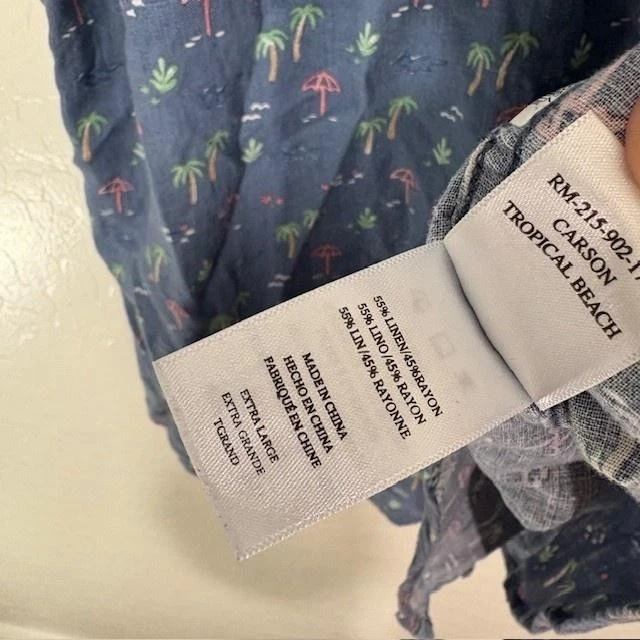 RM-215-902-1
CARSON
TROPICAL BEACH
55% LINEN/45%RAYON
55% LINO/45% RAYON
55% LIN/45% RAYONNE
MADE IN CHINA
HECHO EN CHINA
FABRIQUÉ EN CHINE
EXTRA LARGE
EXTRA GRANDE
TGRAND